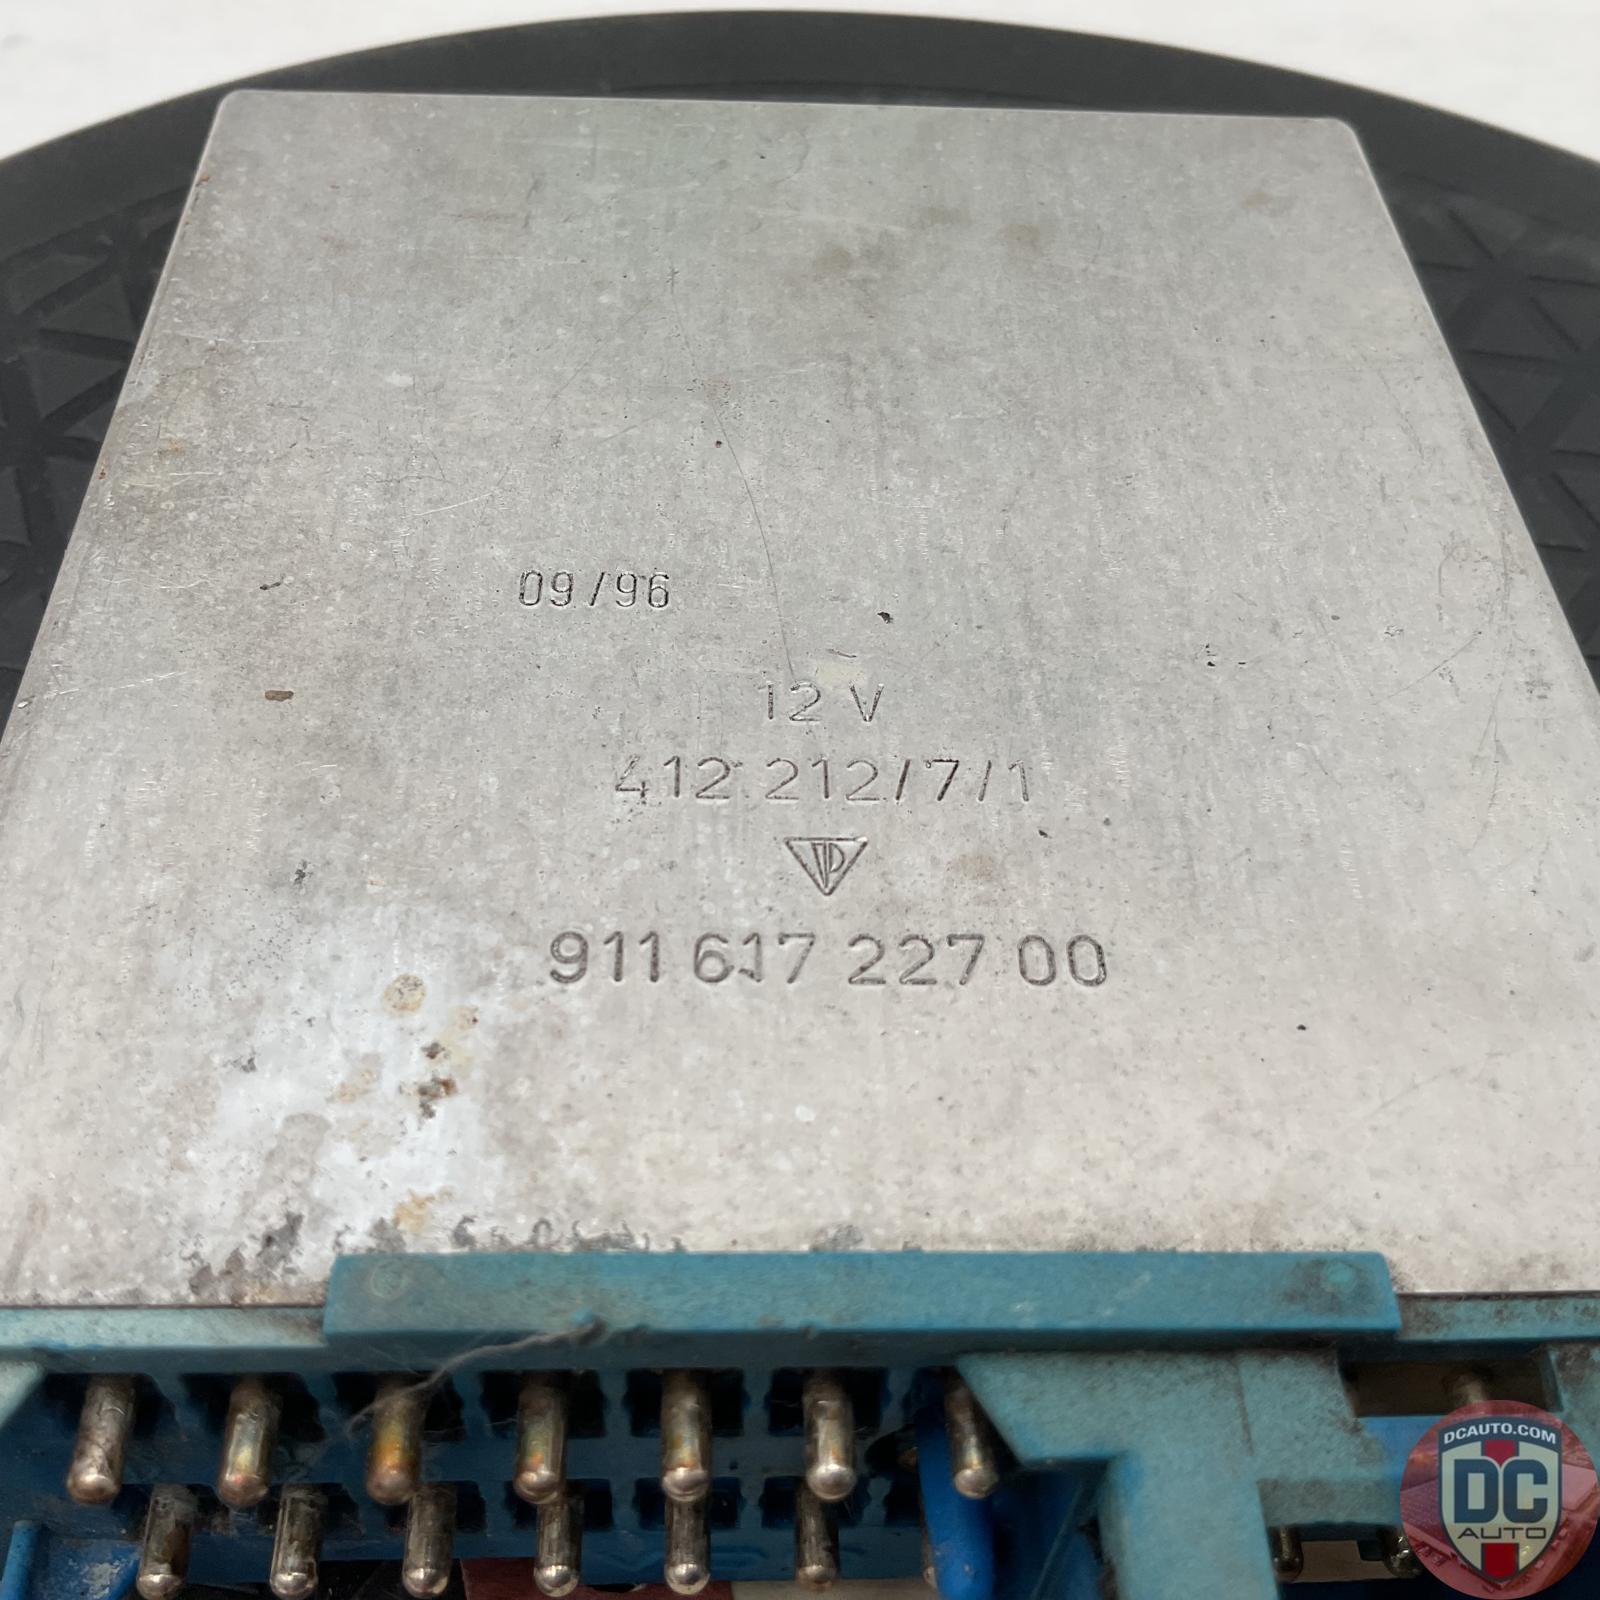 09/96
12 V
412 212/7/1
911 617 227 00
DCAUTO.COM
DC
AUTO